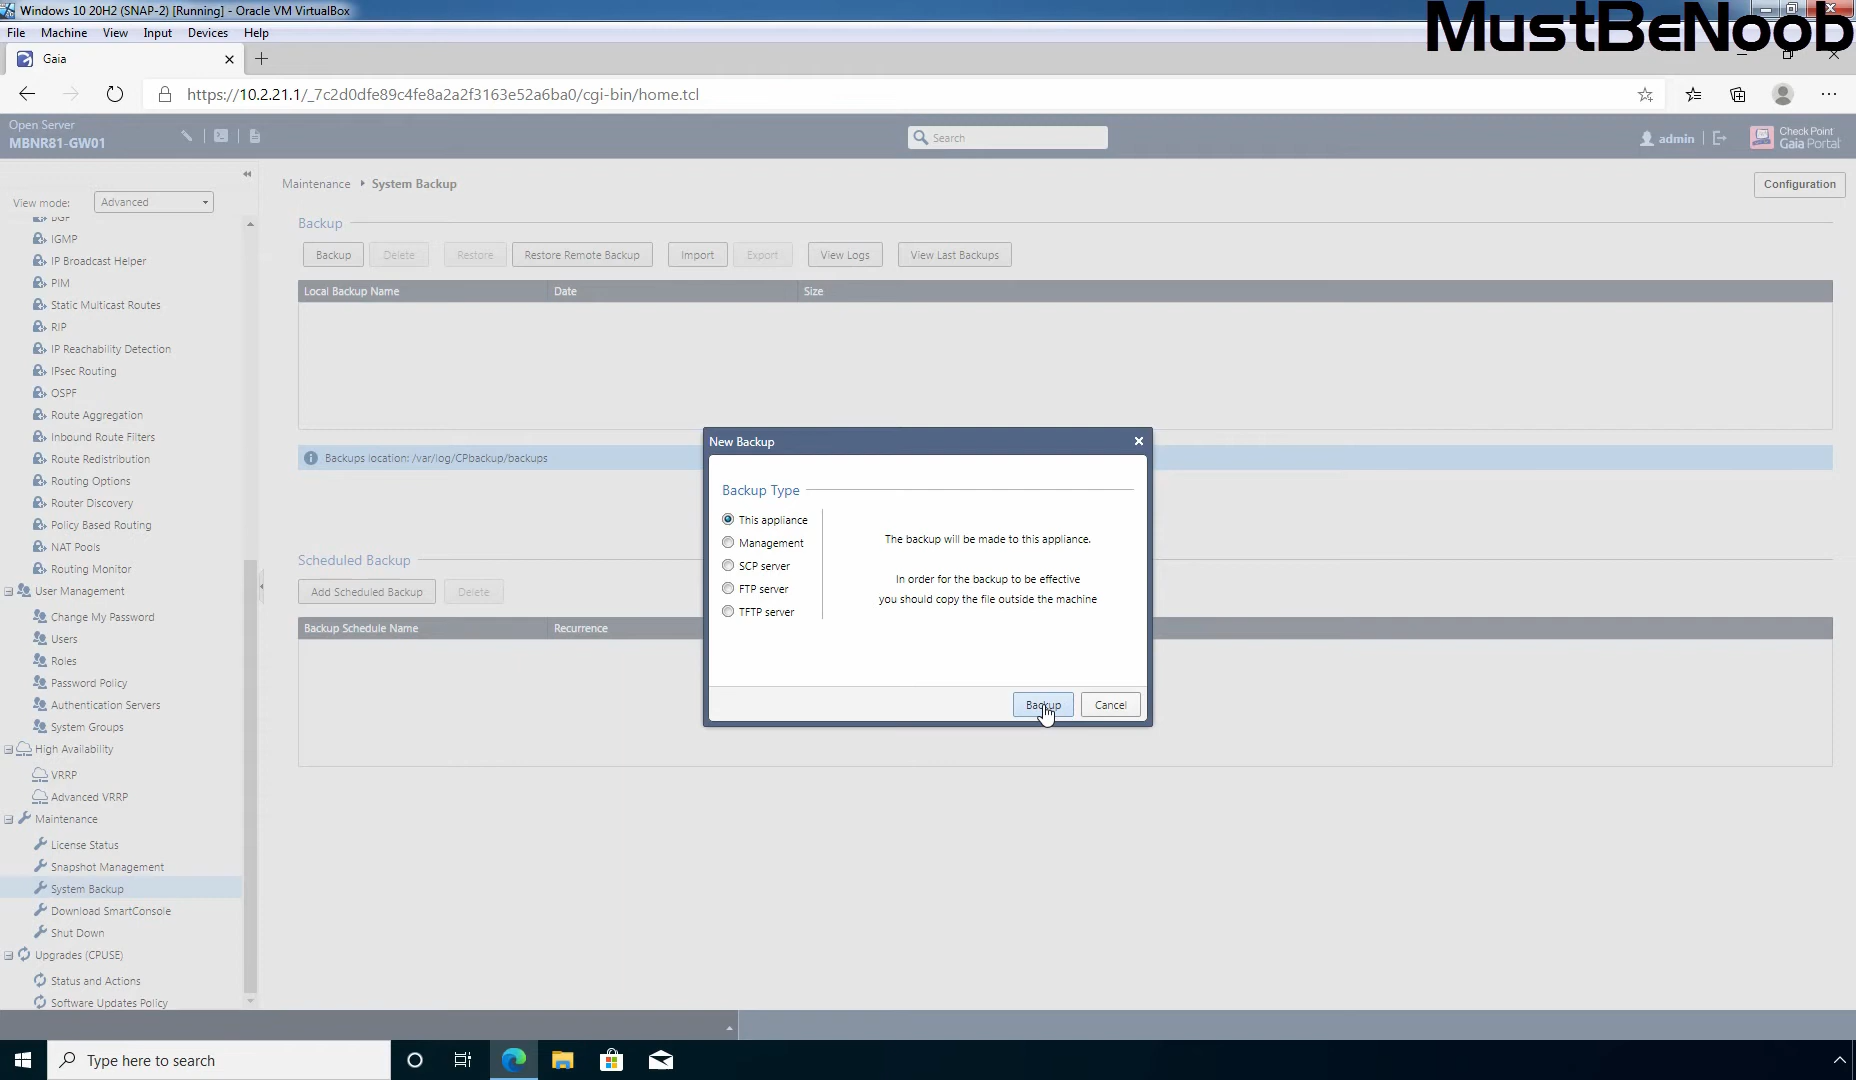 Windows 10 20H2 (SNAP-2) [Running] - Oracle VM VirtualBox
MustBeNoob
File Machine View Input Devices Help
Gaia
https://10.2.21.1/_7c2d0dfe89c4fe8a2a2f3163e52a6ba0/cgi-bin/home.tcl
Open Server
MBNR81-GW01
Search
admin
Check Point
Gaia Portal
View mode: Advanced
Maintenance System Backup
Configuration
BGP
IGMP
IP Broadcast Helper
PIM
Static Multicast Routes
RIP
IP Reachability Detection
IPsec Routing
OSPF
Route Aggregation
Inbound Route Filters
Route Redistribution
Routing Options
Router Discovery
Policy Based Routing
NAT Pools
Routing Monitor
User Management
Change My Password
Users
Roles
Password Policy
Authentication Servers
System Groups
High Availability
VRRP
Advanced VRRP
Maintenance
License Status
Snapshot Management
System Backup
Download SmartConsole
Shut Down
Upgrades (CPUSE)
Status and Actions
Software Updates Policy
Backup
Backup Delete Restore Restore Remote Backup Import Export View Logs View Last Backups
Local Backup Name Date Size
Backups location: /var/log/CPbackup/backups
Scheduled Backup
Add Scheduled Backup Delete
Backup Schedule Name Recurrence
New Backup
Backup Type
This appliance
Management
SCP server
FTP server
TFTP server
The backup will be made to this appliance.
In order for the backup to be effective
you should copy the file outside the machine
Backup Cancel
Type here to search